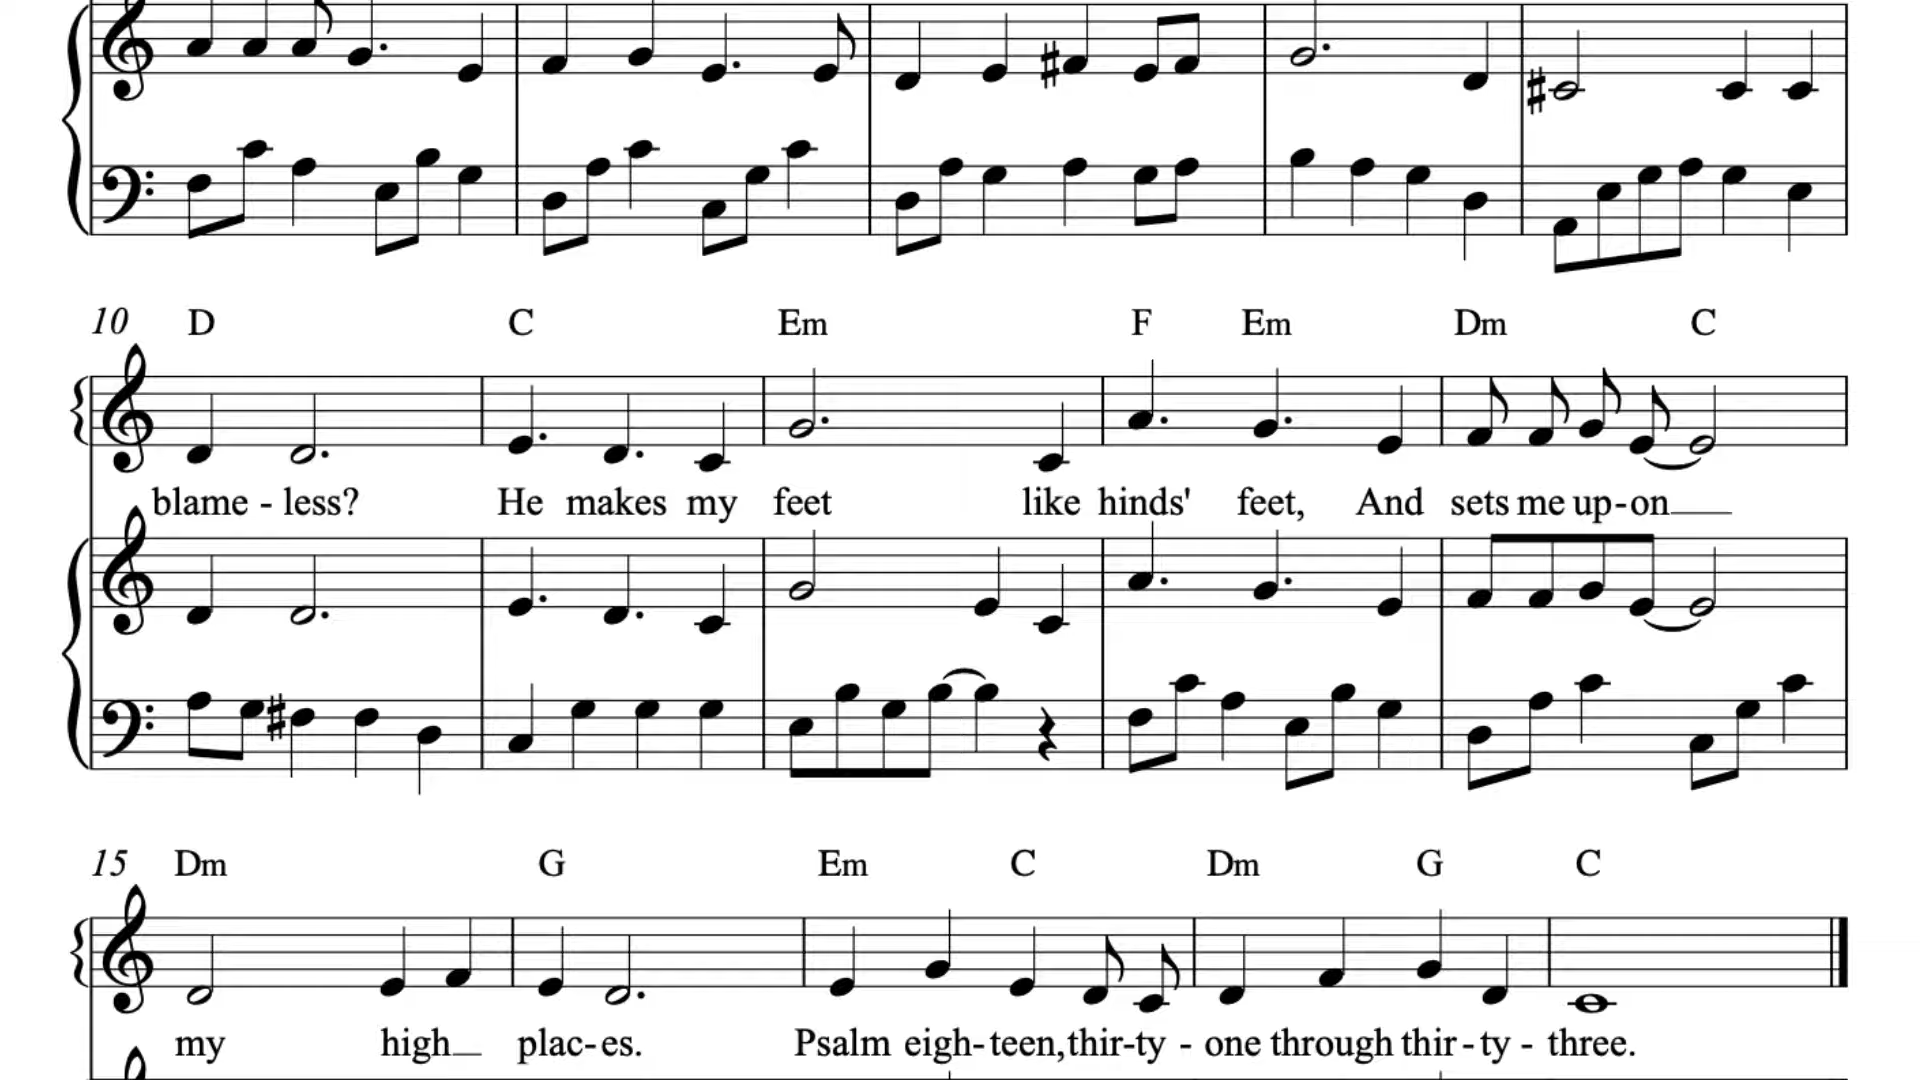 10 D C Em F Em Dm C
blame - less? He makes my feet like hinds' feet, And sets me up-on
15 Dm G Em C Dm G C
my high plac-es. Psalm eigh-teen, thir-ty - one through thir-ty - three.